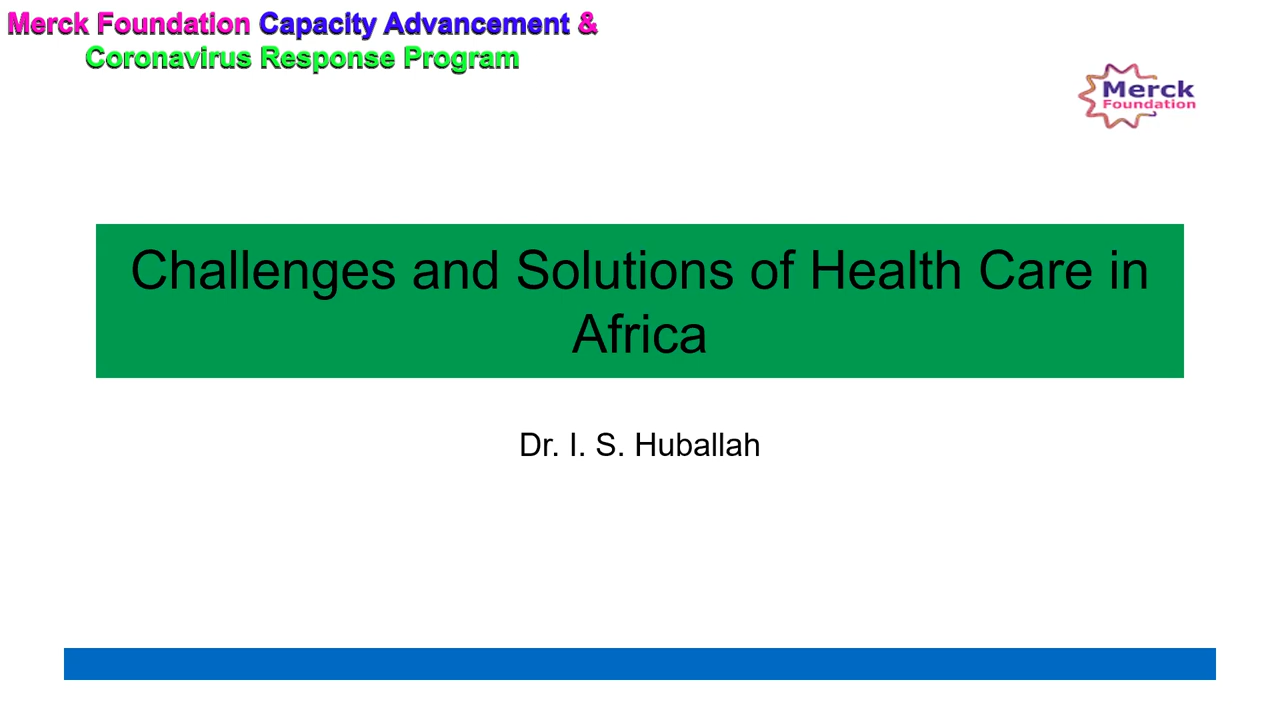 Merck Foundation Capacity Advancement &
Coronavirus Response Program
Merck
Foundation
Challenges and Solutions of Health Care in
Africa
Dr. I. S. Huballah